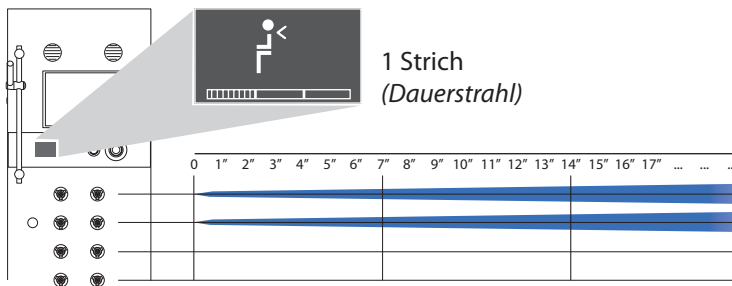 1 Strich
(Dauerstrahl)
0 1" 2" 3" 4" 5" 6" 7" 8" 9" 10" 11" 12" 13" 14" 15" 16" 17" ... ... ..